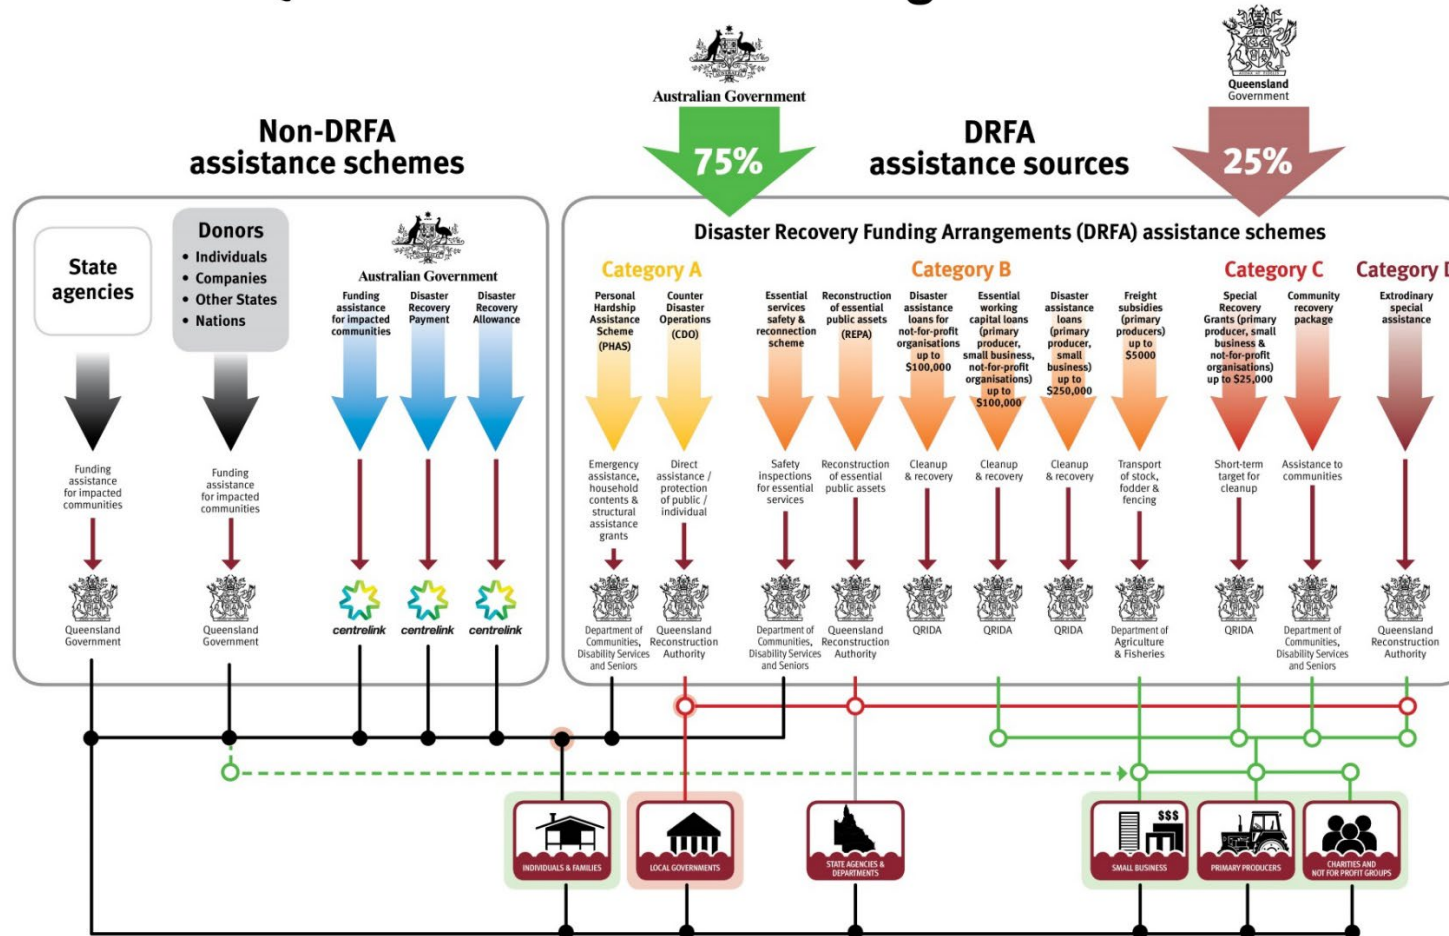 Australian Government
Queensland
Government
Non-DRFA
assistance schemes
75%
DRFA
assistance sources
25%
State
agencies
Donors
• Individuals
• Companies
• Other States
• Nations
Australian Government
Funding
assistance
for impacted
communities
Disaster
Recovery
Payment
Disaster
Recovery
Allowance
Disaster Recovery Funding Arrangements (DRFA) assistance schemes
Category A
Category B
Category C
Category D
Personal
Hardship
Assistance
Scheme
(PHAS)
Counter
Disaster
Operations
(CDO)
Essential
services
safety &
reconnection
scheme
Reconstruction
of essential
public assets
(REPA)
Disaster
assistance
loans for
not-for-profit
organisations
up to
$100,000
Essential
working
capital loans
(primary
producer,
small business,
not-for-profit
organisations)
up to
$100,000
Disaster
assistance
loans
(primary
producer,
small
business)
up to
$250,000
Freight
subsidies
(primary
producers)
up to
$5000
Special
Recovery
Grants (primary
producer, small
business &
not-for-profit
organisations)
up to $25,000
Community
recovery
package
Extrodinary
special
assistance
Funding
assistance
for impacted
communities
Funding
assistance
for impacted
communities
Emergency
assistance,
household
contents &
structural
assistance
grants
Direct
assistance /
protection
of public /
individual
Safety
inspections
for essential
services
Reconstruction
of essential
public assets
Cleanup
& recovery
Cleanup
& recovery
Cleanup
& recovery
Transport
of stock,
fodder &
fencing
Short-term
target for
cleanup
Assistance to
communities
Queensland
Government
Queensland
Government
centrelink
centrelink
centrelink
Department of
Communities,
Disability Services
and Seniors
Queensland
Reconstruction
Authority
Department of
Communities,
Disability Services
and Seniors
Queensland
Reconstruction
Authority
QRIDA
QRIDA
QRIDA
Department of
Agriculture
& Fisheries
QRIDA
Department of
Communities,
Disability Services
and Seniors
Queensland
Reconstruction
Authority
INDIVIDUALS & FAMILIES
LOCAL GOVERNMENTS
STATE AGENCIES &
DEPARTMENTS
$$$
SMALL BUSINESS
PRIMARY PRODUCERS
CHARITIES AND
NOT FOR PROFIT GROUPS